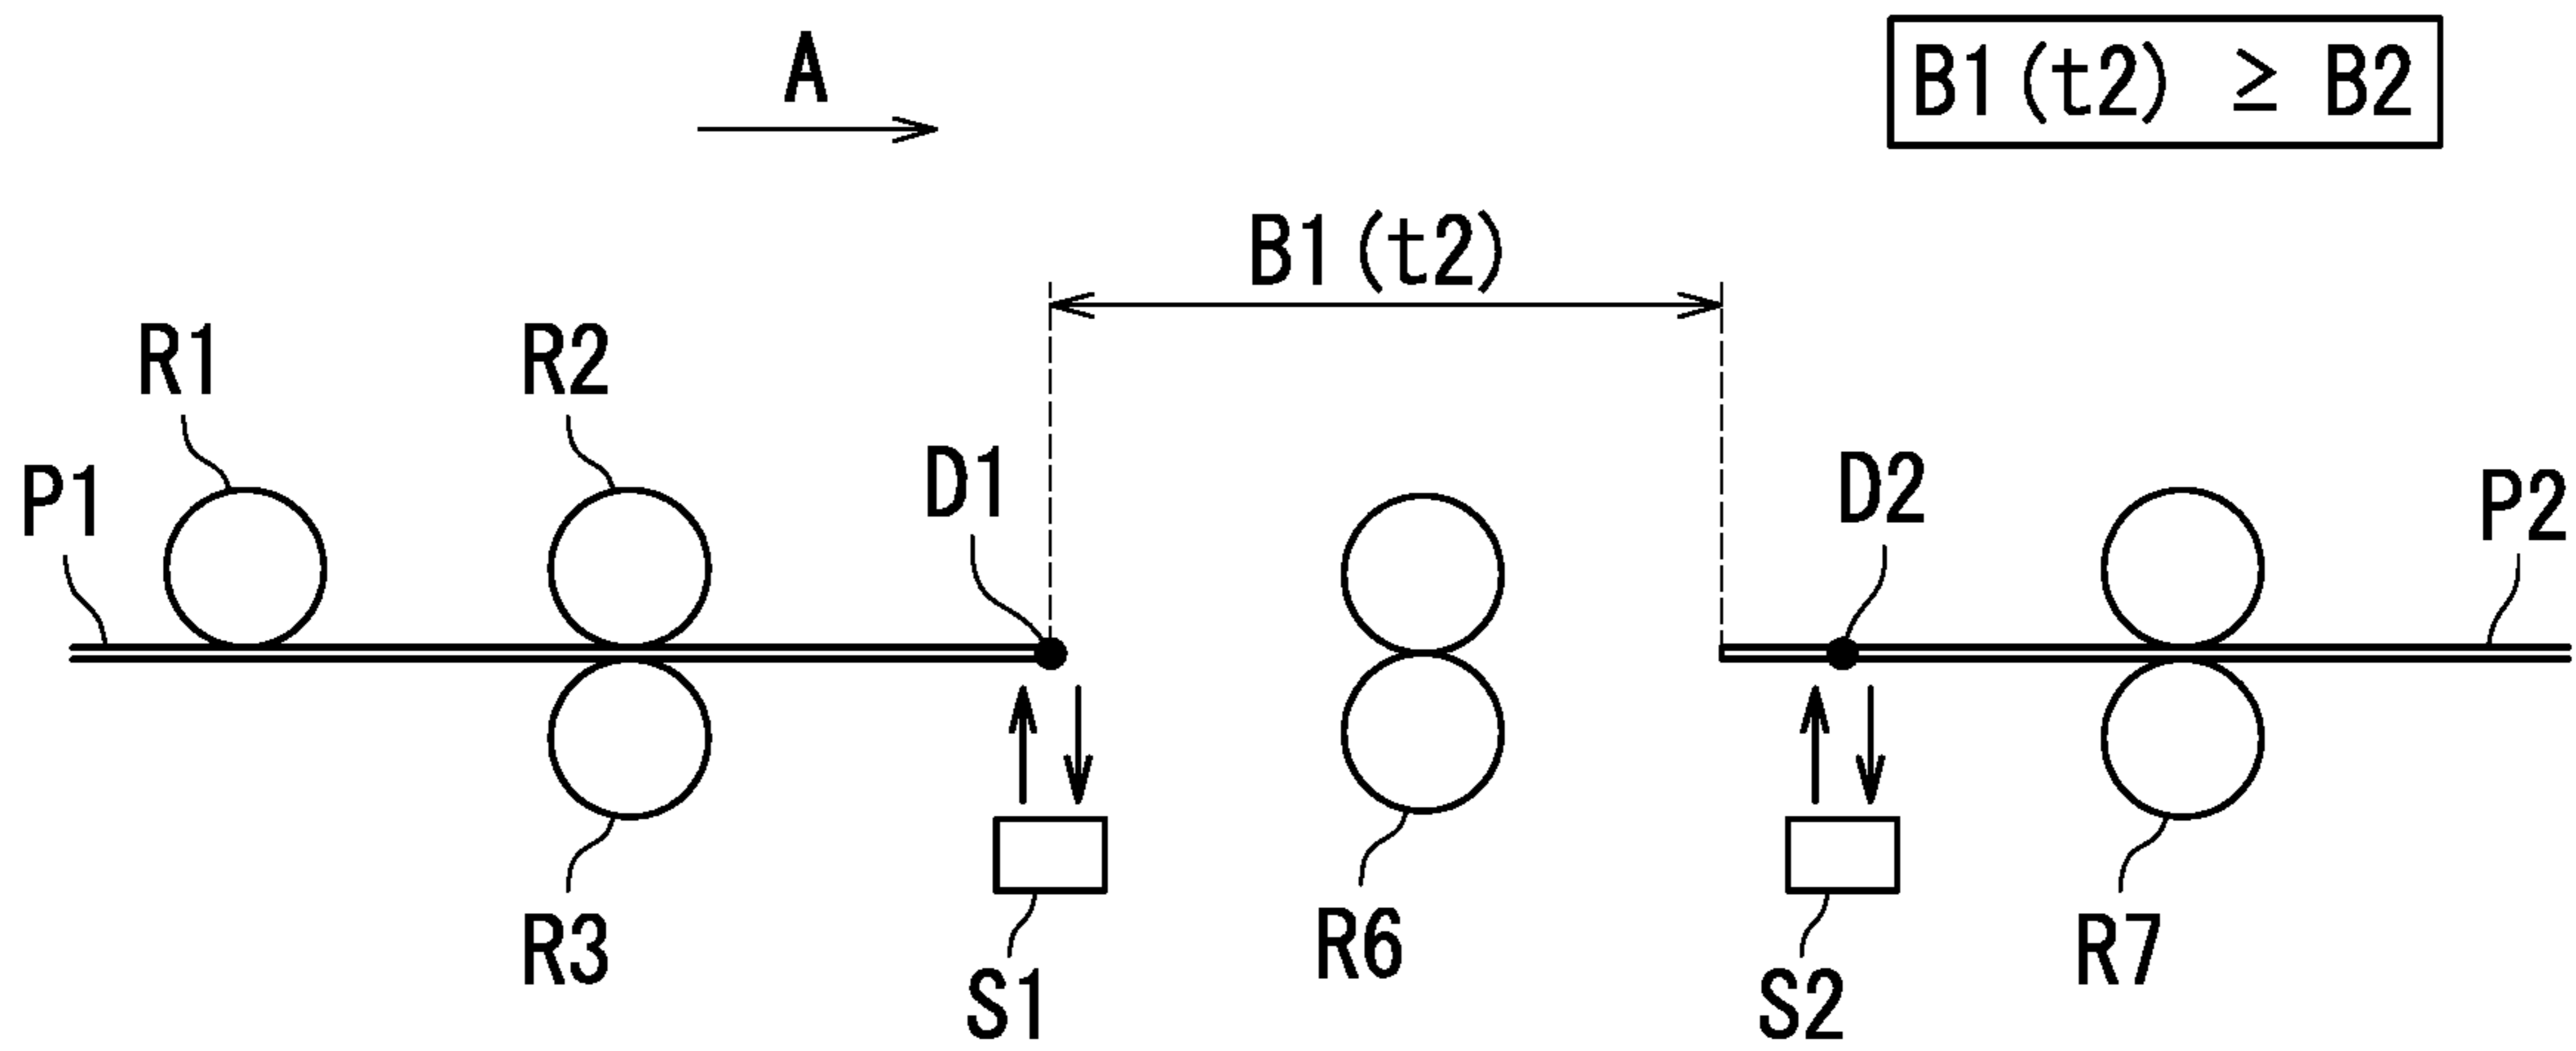 A
B1(t2) ≥ B2
B1(t2)
R1
R2
P1
D1
D2
P2
R3
S1
R6
S2
R7